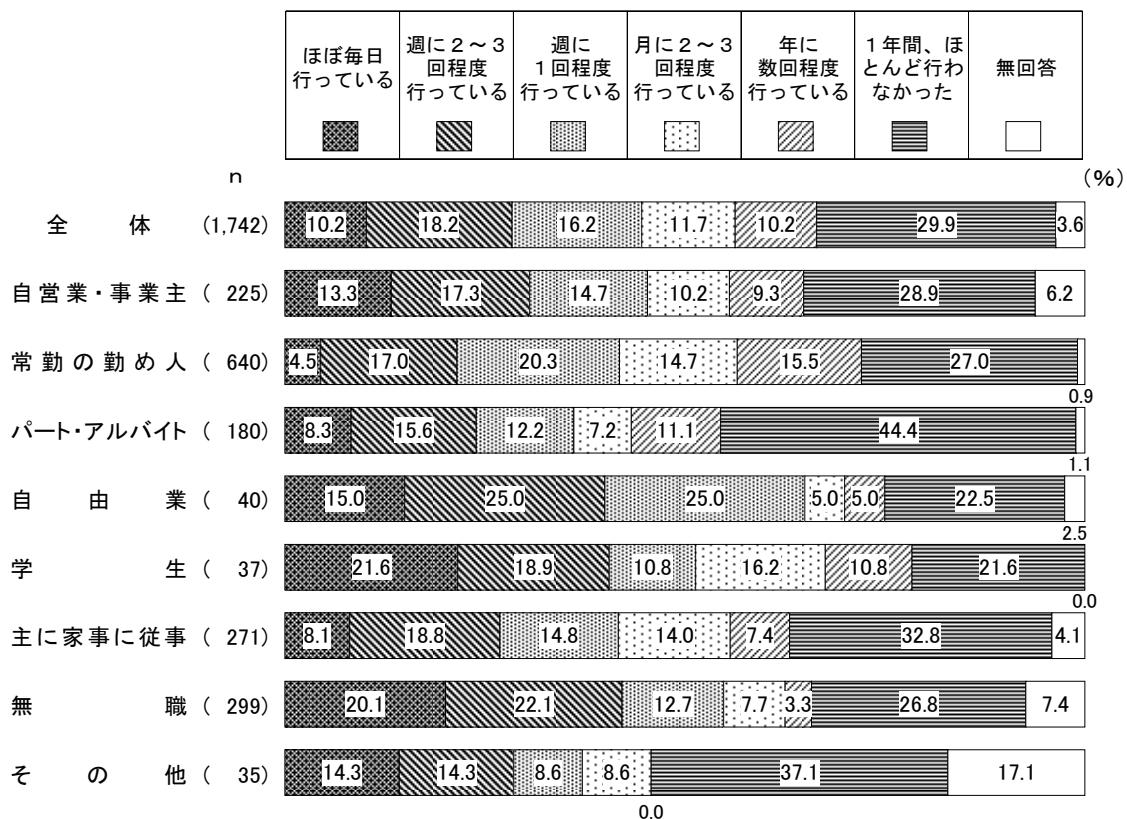 ほぼ毎日
行っている
週に２～３
回程度
行っている
週に
１回程度
行っている
月に２～３
回程度
行っている
年に
数回程度
行っている
１年間、ほ
とんど行わ
なかった
無回答
n
(%)
全体 (1,742) 10.2 18.2 16.2 11.7 10.2 29.9 3.6
自営業・事業主 ( 225) 13.3 17.3 14.7 10.2 9.3 28.9 6.2
常勤の勤め人 ( 640) 4.5 17.0 20.3 14.7 15.5 27.0
0.9
パート・アルバイト ( 180) 8.3 15.6 12.2 7.2 11.1 44.4
1.1
自由業 ( 40) 15.0 25.0 25.0 5.0 5.0 22.5
2.5
学生 ( 37) 21.6 18.9 10.8 16.2 10.8 21.6
0.0
主に家事に従事 ( 271) 8.1 18.8 14.8 14.0 7.4 32.8 4.1
無職 ( 299) 20.1 22.1 12.7 7.7 3.3 26.8 7.4
その他 ( 35) 14.3 14.3 8.6 8.6 37.1 17.1
0.0